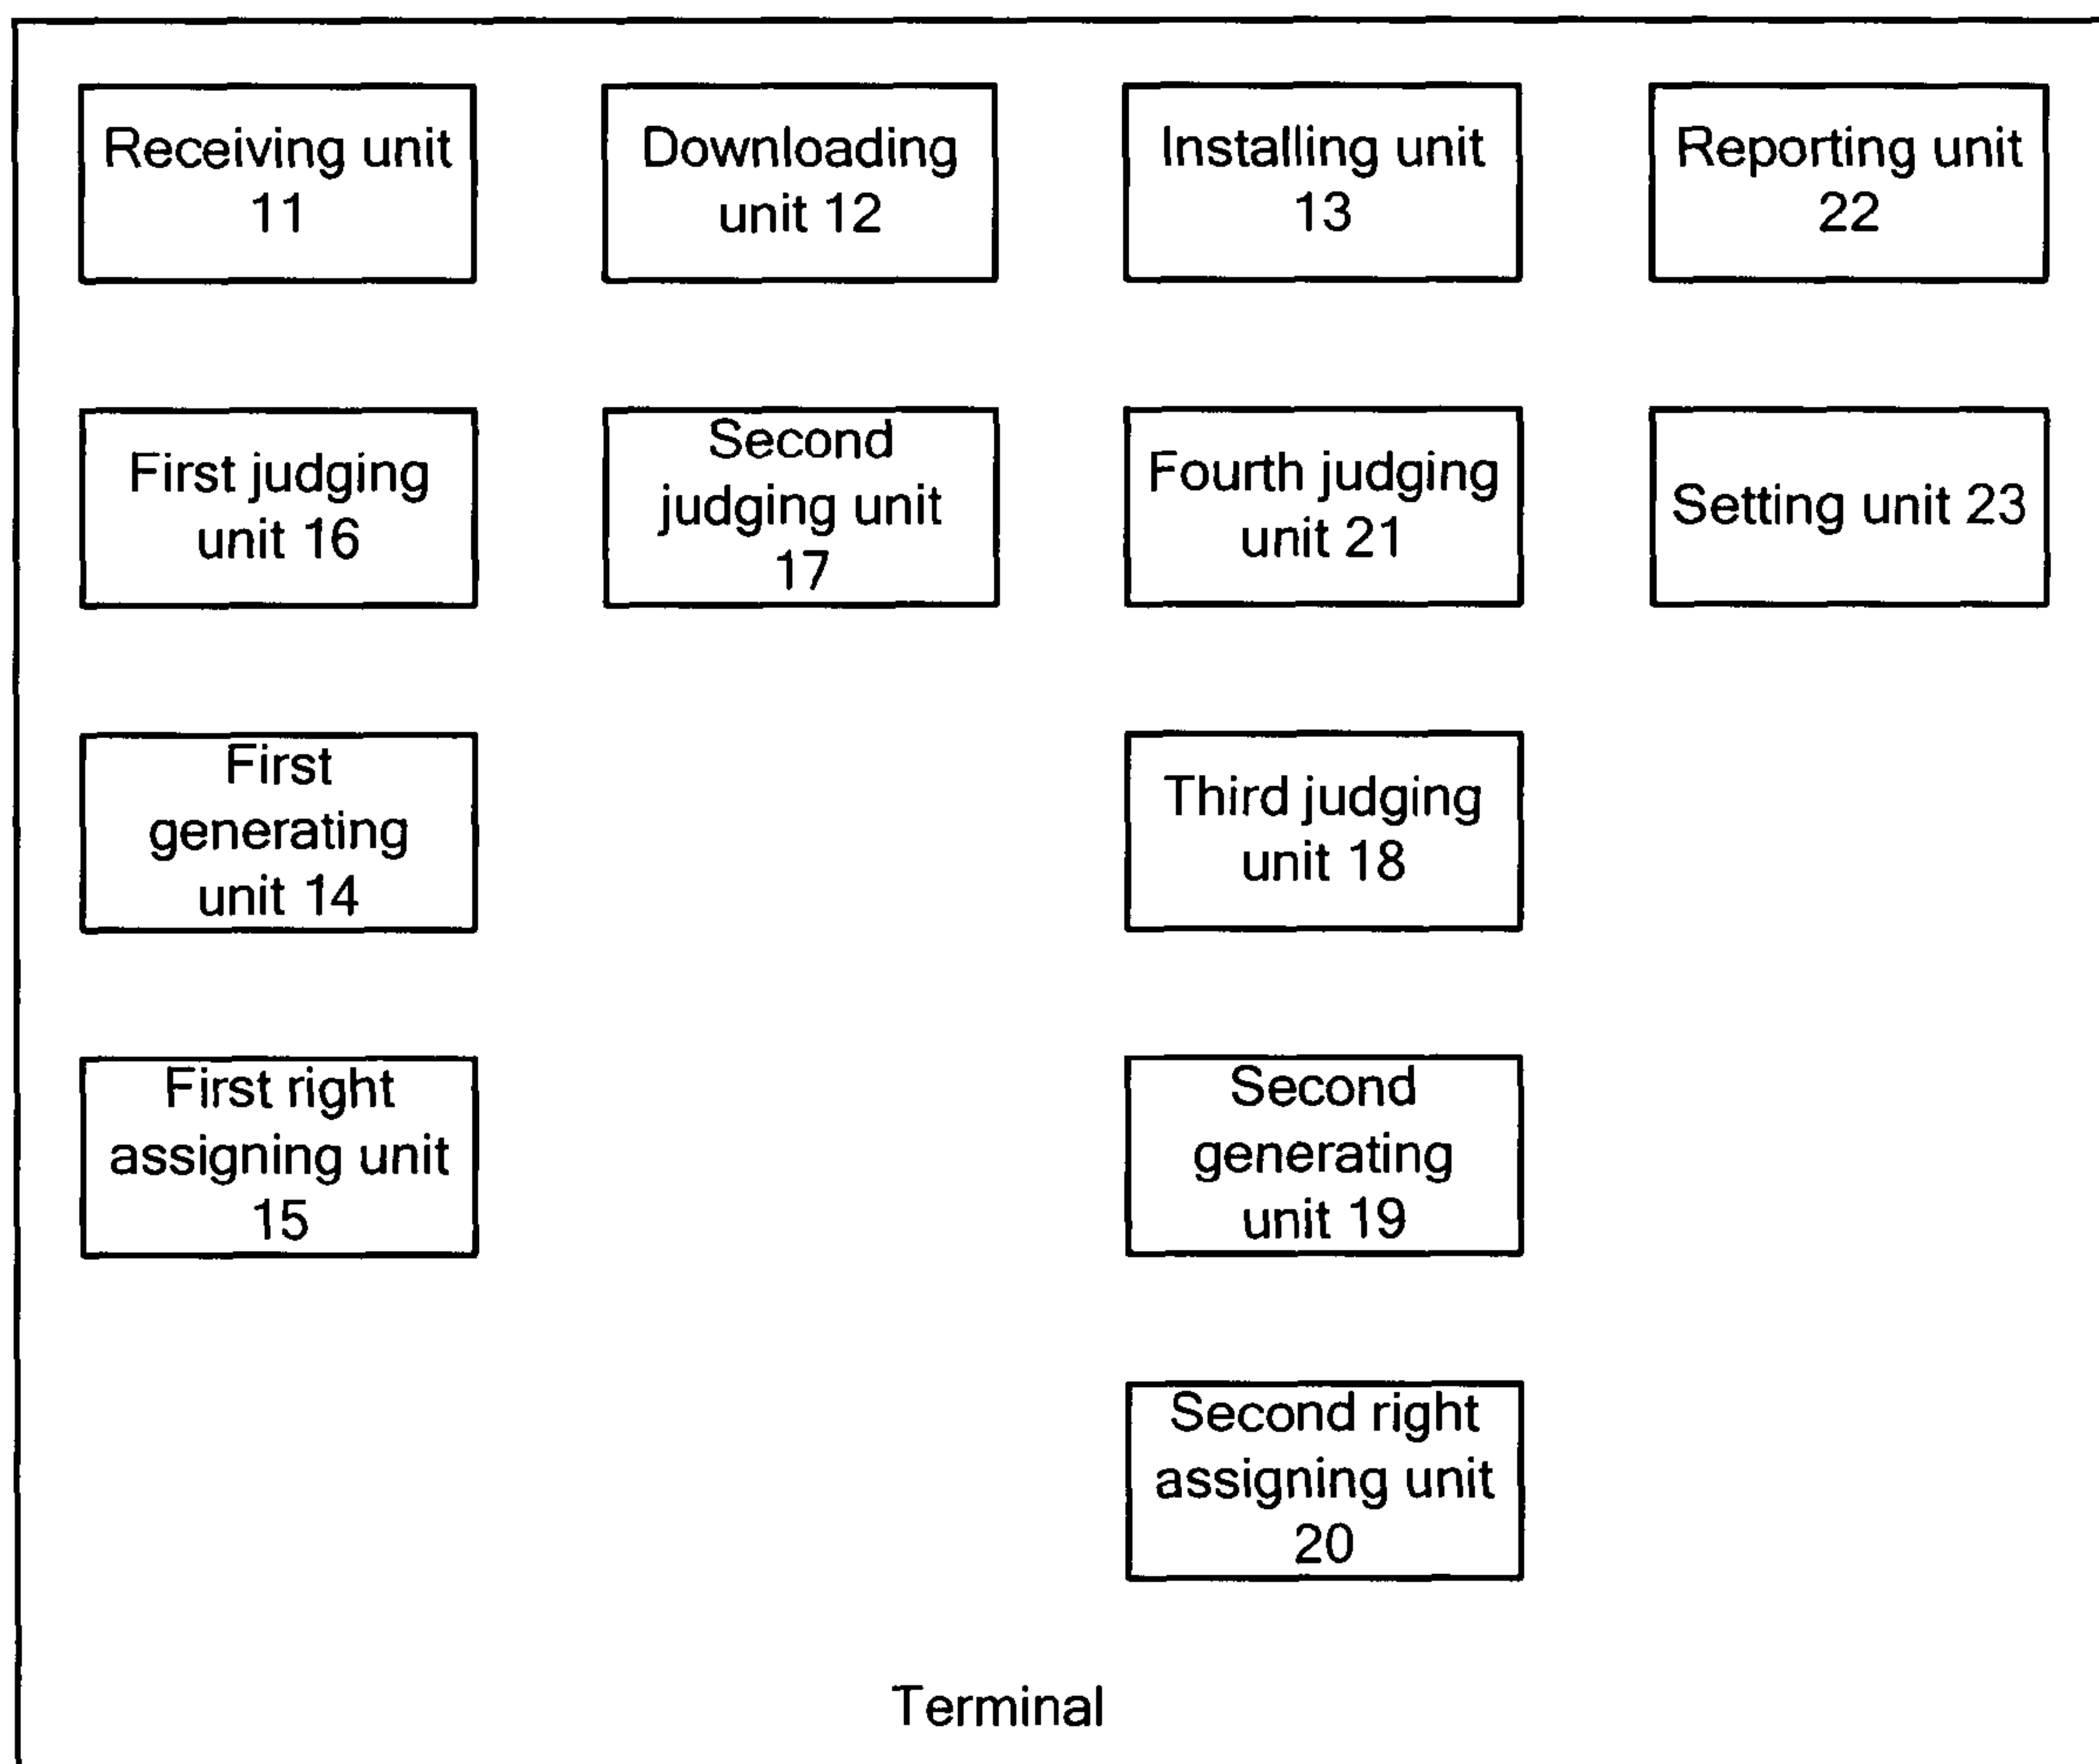 Receiving unit
11
Downloading
unit 12
Installing unit
13
Reporting unit
22
First judging
unit 16
Second
judging unit
17
Fourth judging
unit 21
Setting unit 23
First
generating
unit 14
Third judging
unit 18
First right
assigning unit
15
Second
generating
unit 19
Second right
assigning unit
20
Terminal